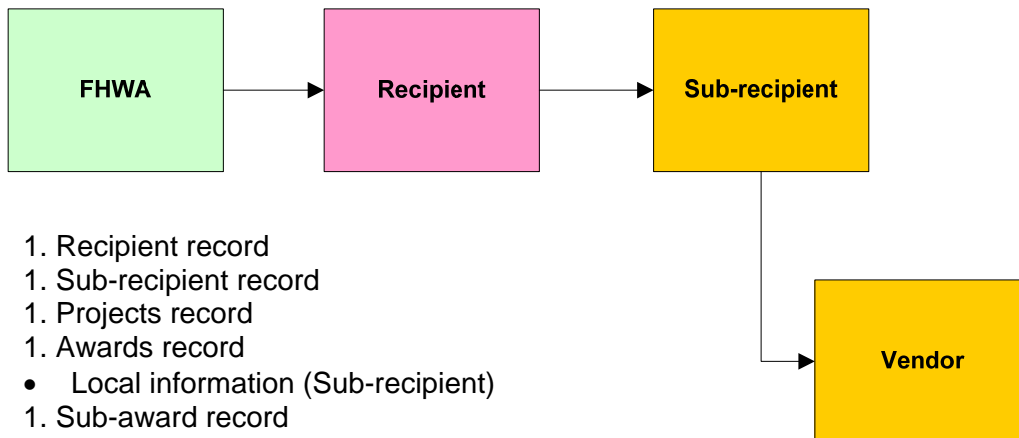 FHWA
Recipient
Sub-recipient
1. Recipient record
1. Sub-recipient record
1. Projects record
1. Awards record
• Local information (Sub-recipient)
1. Sub-award record
Vendor